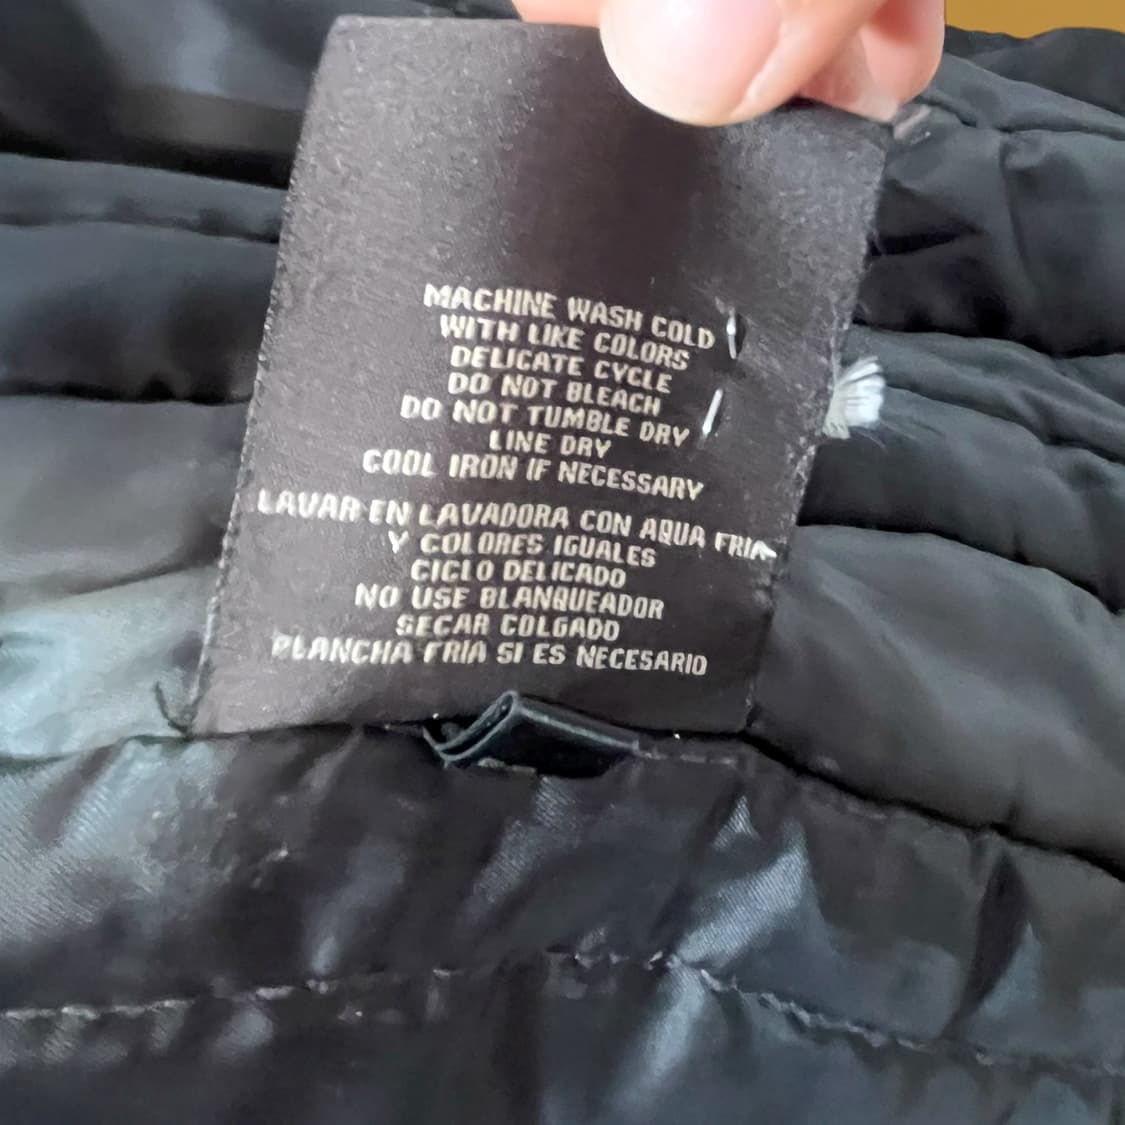 MACHINE WASH COLD
WITH LIKE COLORS
DELICATE CYCLE
DO NOT BLEACH
DO NOT TUMBLE DRY
LINE DRY
COOL IRON IF NECESSARY
LAVAR EN LAVADORA CON AQUA FRIA
Y COLORES IGUALES
CICLO DELICADO
NO USE BLANQUEADOR
SECAR COLGADO
PLANCHA FRIA SI ES NECESARIO